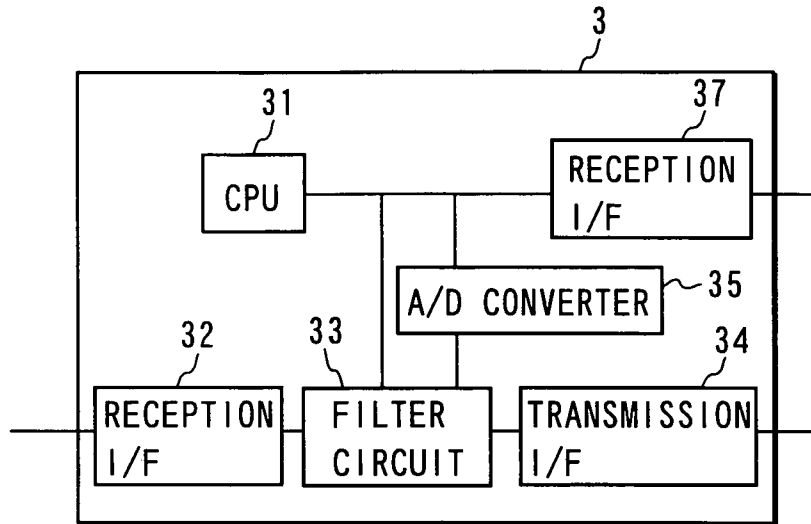 3
31
37
CPU
RECEPTION
I/F
A/D CONVERTER
35
32
33
34
RECEPTION
I/F
FILTER
CIRCUIT
TRANSMISSION
I/F